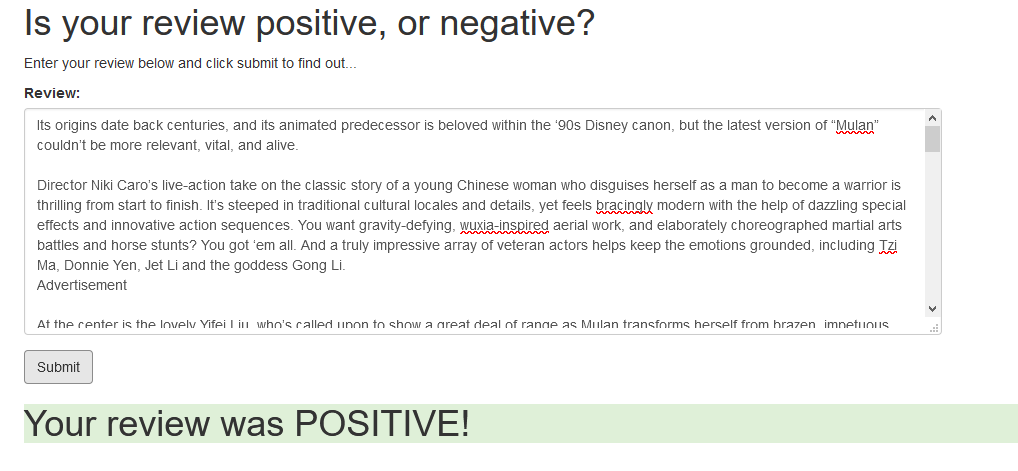 Is your review positive, or negative?
Enter your review below and click submit to find out...
Review:
Its origins date back centuries, and its animated predecessor is beloved within the ‘90s Disney canon, but the latest version of “Mulan”
couldn’t be more relevant, vital, and alive.
Director Niki Caro’s live-action take on the classic story of a young Chinese woman who disguises herself as a man to become a warrior is
thrilling from start to finish. It’s steeped in traditional cultural locales and details, yet feels bracingly modern with the help of dazzling special
effects and innovative action sequences. You want gravity-defying, wuxia-inspired aerial work, and elaborately choreographed martial arts
battles and horse stunts? You got ‘em all. And a truly impressive array of veteran actors helps keep the emotions grounded, including Tzi
Ma, Donnie Yen, Jet Li and the goddess Gong Li.
Advertisement
At the center is the lovely Yifei Liu, who’s called upon to show a great deal of range as Mulan transforms herself from brazen, impetuous
Submit
Your review was POSITIVE!